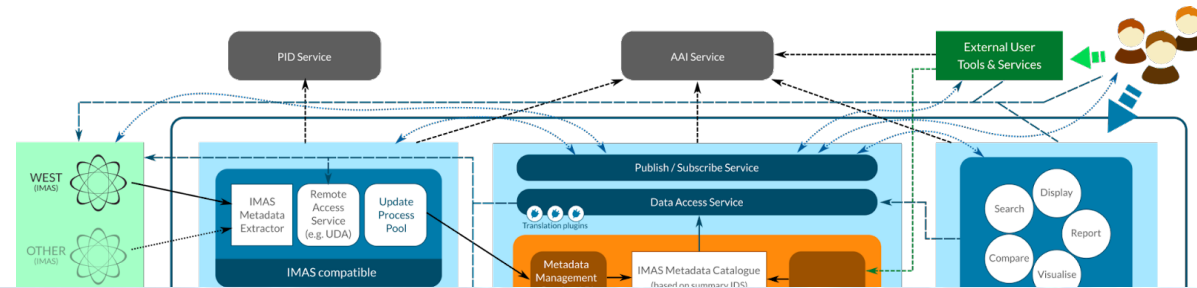 PID Service
AAI Service
External User
Tools & Services
WEST
(IMAS)
OTHER
(IMAS)
IMAS
Metadata
Extractor
Remote
Access
Service
(e.g. UDA)
Update
Process
Pool
IMAS compatible
Publish / Subscribe Service
Data Access Service
Translation plugins
Metadata
Management
IMAS Metadata Catalogue
(based on summary IDS)
Display
Search
Report
Compare
Visualise